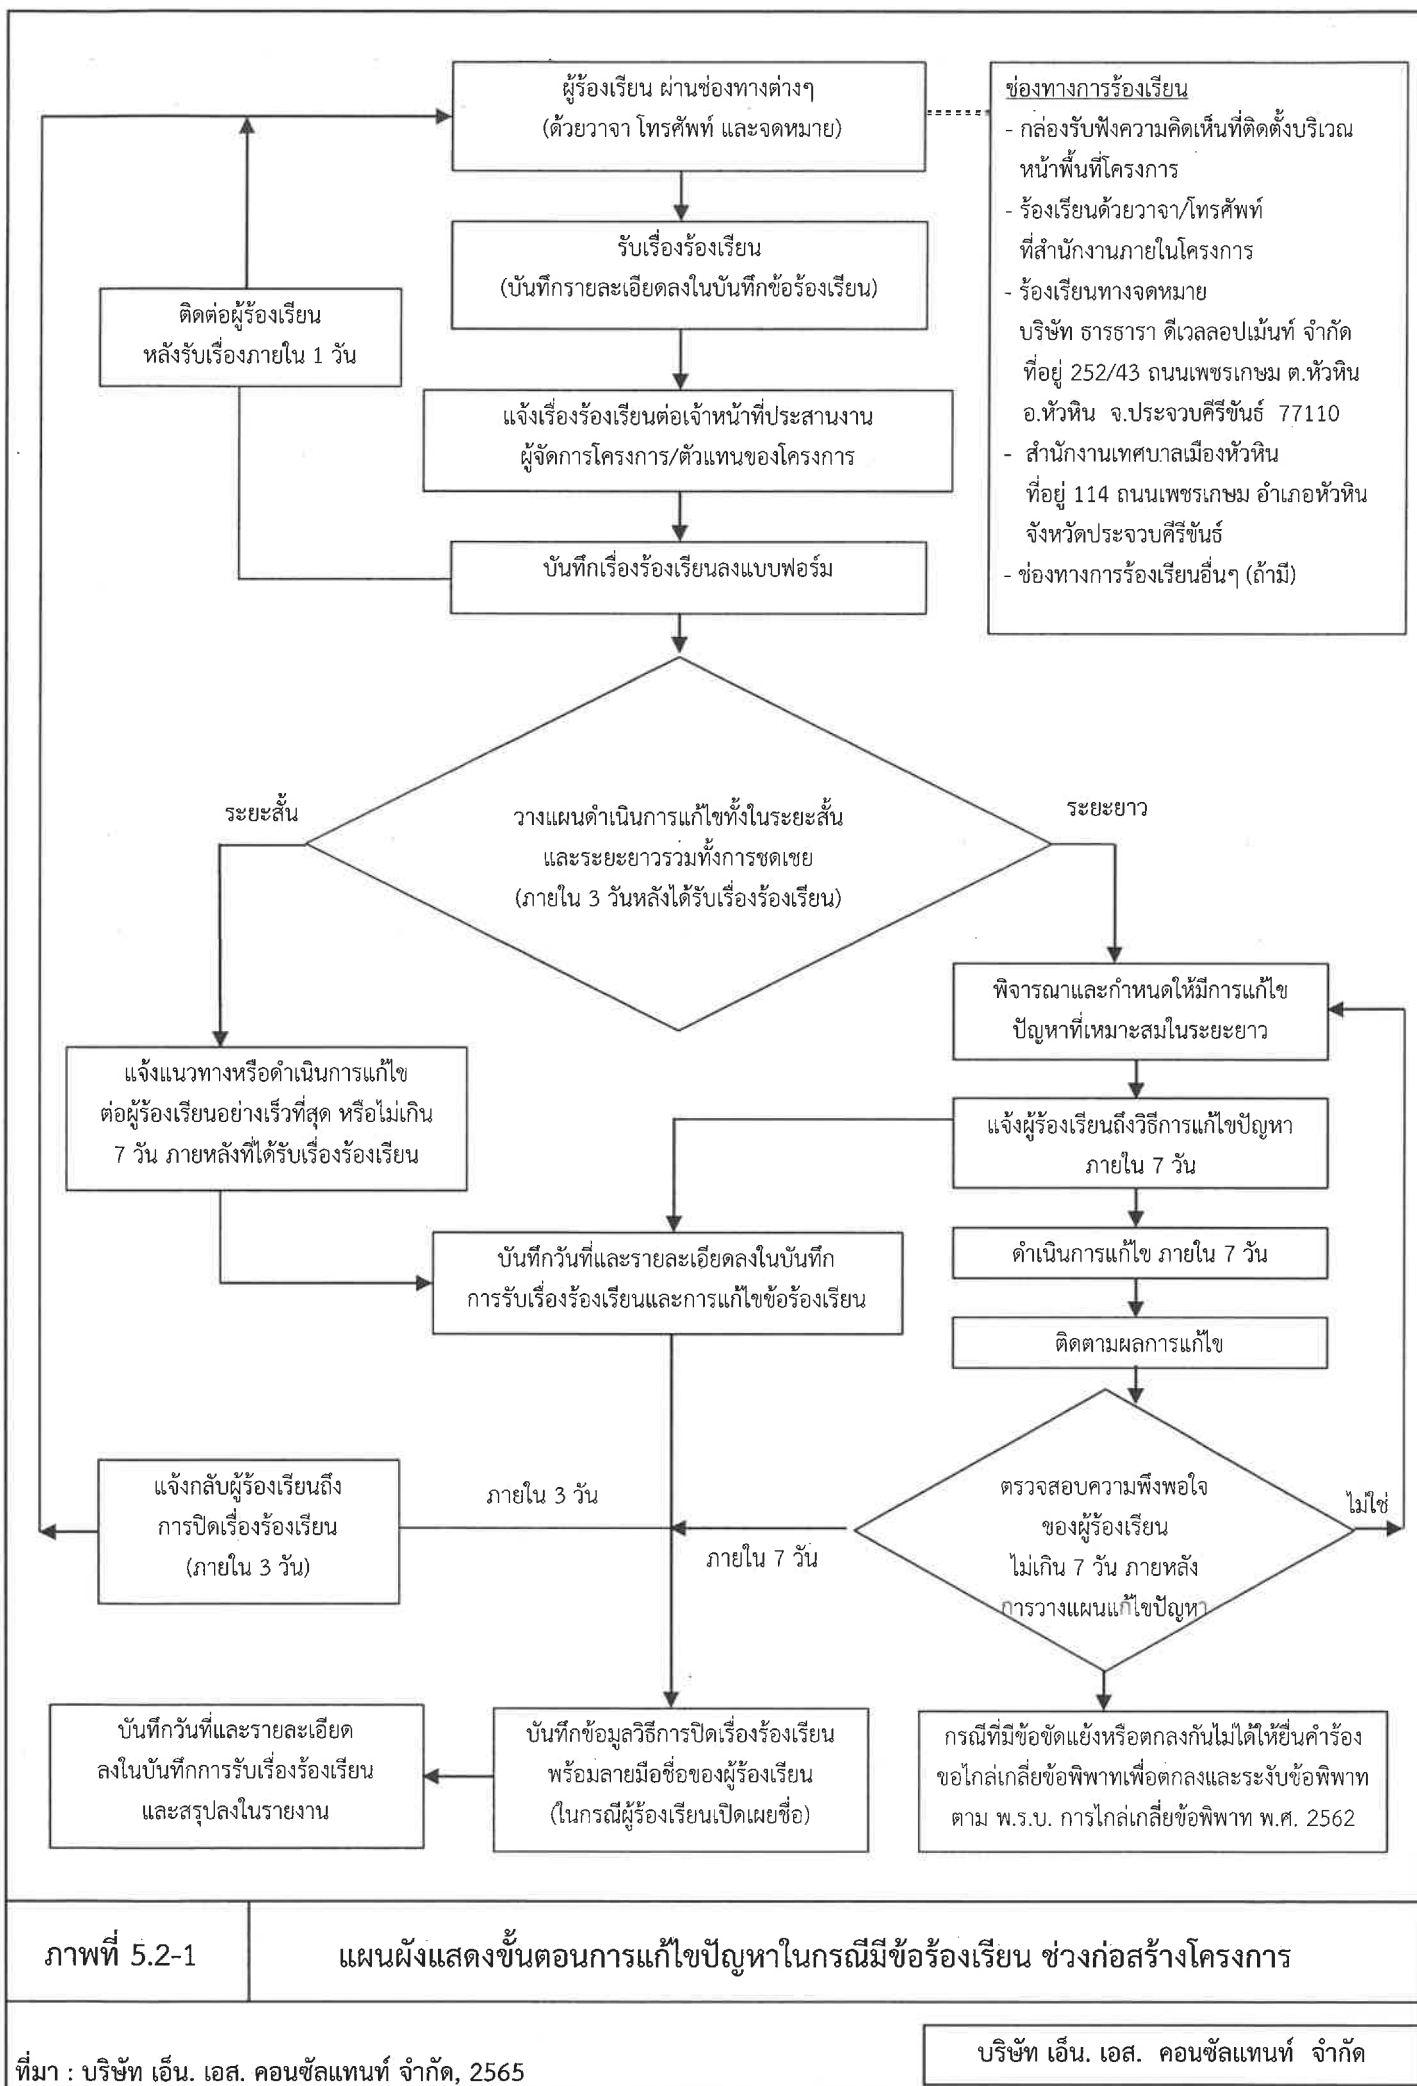 ผู้ร้องเรียน ผ่านช่องทางต่างๆ
(ด้วยวาจา โทรศัพท์ และจดหมาย)
ช่องทางการร้องเรียน
- กล่องรับฟังความคิดเห็นที่ติดตั้งบริเวณ
หน้าพื้นที่โครงการ
- ร้องเรียนด้วยวาจา/โทรศัพท์
ที่สำนักงานภายในโครงการ
- ร้องเรียนทางจดหมาย
บริษัท ธารธารา ดีเวลลอปเม้นท์ จำกัด
ที่อยู่ 252/43 ถนนเพชรเกษม ต.หัวหิน
อ.หัวหิน จ.ประจวบคีรีขันธ์ 77110
- สำนักงานเทศบาลเมืองหัวหิน
ที่อยู่ 114 ถนนเพชรเกษม อำเภอหัวหิน
จังหวัดประจวบคีรีขันธ์
- ช่องทางการร้องเรียนอื่นๆ (ถ้ามี)
รับเรื่องร้องเรียน
(บันทึกรายละเอียดลงในบันทึกข้อร้องเรียน)
ติดต่อผู้ร้องเรียน
หลังรับเรื่องภายใน 1 วัน
แจ้งเรื่องร้องเรียนต่อเจ้าหน้าที่ประสานงาน
ผู้จัดการโครงการ/ตัวแทนของโครงการ
บันทึกเรื่องร้องเรียนลงแบบฟอร์ม
ระยะสั้น
วางแผนดำเนินการแก้ไขทั้งในระยะสั้น
และระยะยาวรวมทั้งการชดเชย
(ภายใน 3 วันหลังได้รับเรื่องร้องเรียน)
ระยะยาว
พิจารณาและกำหนดให้มีการแก้ไข
ปัญหาที่เหมาะสมในระยะยาว
แจ้งแนวทางหรือดำเนินการแก้ไข
ต่อผู้ร้องเรียนอย่างเร็วที่สุด หรือไม่เกิน
7 วัน ภายหลังที่ได้รับเรื่องร้องเรียน
แจ้งผู้ร้องเรียนถึงวิธีการแก้ไขปัญหา
ภายใน 7 วัน
บันทึกวันที่และรายละเอียดลงในบันทึก
การรับเรื่องร้องเรียนและการแก้ไขข้อร้องเรียน
ดำเนินการแก้ไข ภายใน 7 วัน
ติดตามผลการแก้ไข
แจ้งกลับผู้ร้องเรียนถึง
การปิดเรื่องร้องเรียน
(ภายใน 3 วัน)
ภายใน 3 วัน
ภายใน 7 วัน
ตรวจสอบความพึงพอใจ
ของผู้ร้องเรียน
ไม่เกิน 7 วัน ภายหลัง
การวางแผนแก้ไขปัญหา
ไม่ใช่
บันทึกวันที่และรายละเอียด
ลงในบันทึกการรับเรื่องร้องเรียน
และสรุปลงในรายงาน
บันทึกข้อมูลวิธีการปิดเรื่องร้องเรียน
พร้อมลายมือชื่อของผู้ร้องเรียน
(ในกรณีผู้ร้องเรียนเปิดเผยชื่อ)
กรณีที่มีข้อขัดแย้งหรือตกลงกันไม่ได้ให้ยื่นคำร้อง
ขอไกล่เกลี่ยข้อพิพาทเพื่อตกลงและระงับข้อพิพาท
ตาม พ.ร.บ. การไกล่เกลี่ยข้อพิพาท พ.ศ. 2562
ภาพที่ 5.2-1
แผนผังแสดงขั้นตอนการแก้ไขปัญหาในกรณีมีข้อร้องเรียน ช่วงก่อสร้างโครงการ
ที่มา : บริษัท เอ็น. เอส. คอนซัลแทนท์ จำกัด, 2565
บริษัท เอ็น. เอส. คอนซัลแทนท์ จำกัด